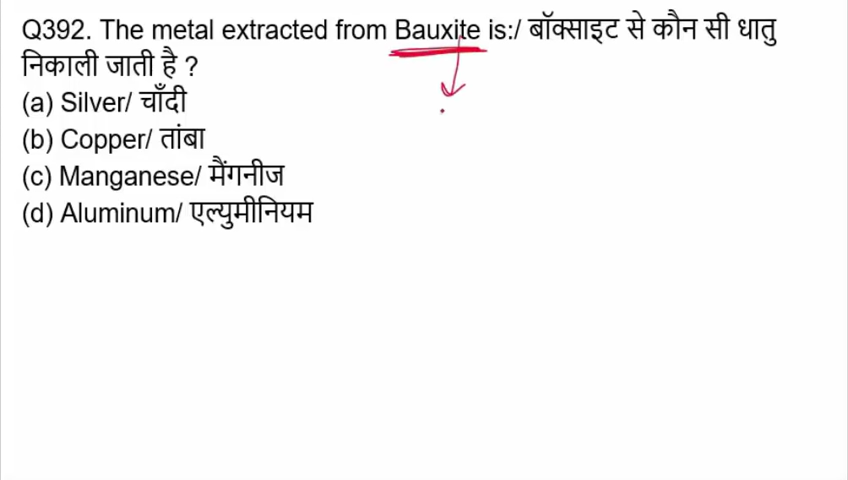 Q392. The metal extracted from Bauxite is:/ बॉक्साइट से कौन सी धातु
निकाली जाती है ?
(a) Silver/ चाँदी
(b) Copper/ तांबा
(c) Manganese/ मैंगनीज
(d) Aluminum/ एल्युमीनियम